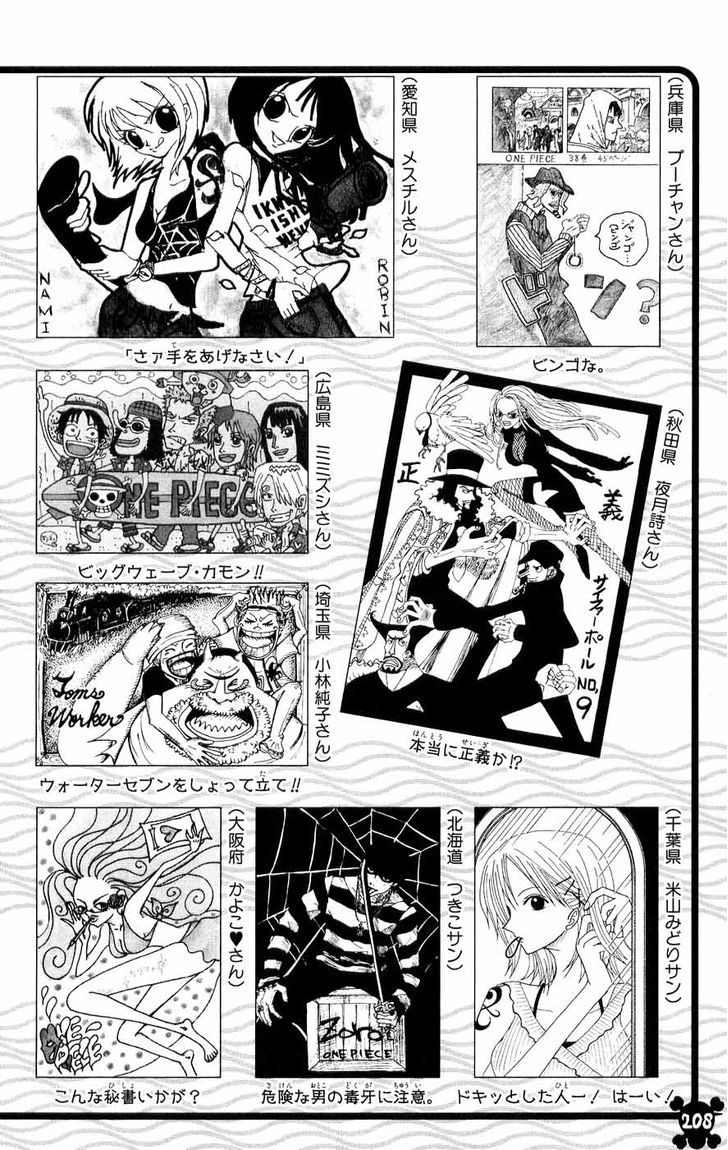 (兵庫県 プーチャンさん)
ONE PIECE 38巻 45ページ
ジャンゴ…
ロンゴ
?
ビンゴな。
(愛知県 メスチルさん)
NAMI
ROBIN
「さァ手をあげなさい!」
(広島県 ミミズンさん)
ONE PIECE
ビッグウェーブ・カモン!!
(秋田県 夜月詩さん)
正
義
サイファーポール
NO,9
本当に正義か!?
(埼玉県 小林純子さん)
Toms
Worker
ウォーターセブンをしょって立て!!
(千葉県 米山みどりサン)
ドキッとした人ー! はーい!
(北海道 つきこサン)
Zoro
ONE PIECE
危険な男の毒牙に注意。
(大阪府 かよこ♥さん)
こんな秘書いかが?
208